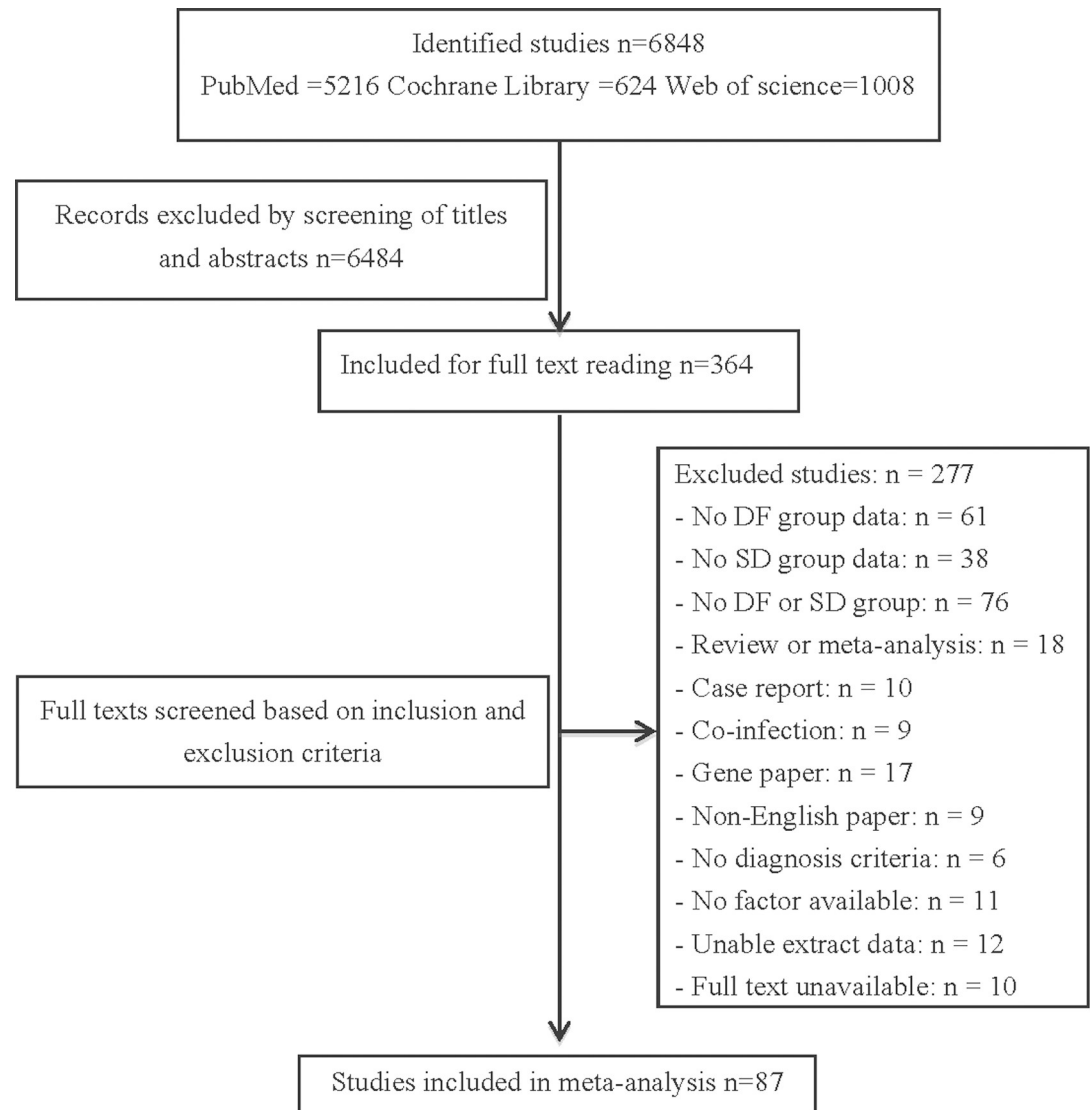 Identified studies n=6848
PubMed =5216 Cochrane Library =624 Web of science=1008
Records excluded by screening of titles
and abstracts n=6484
Included for full text reading n=364
Excluded studies: n = 277
- No DF group data: n = 61
- No SD group data: n = 38
- No DF or SD group: n = 76
- Review or meta-analysis: n = 18
- Case report: n = 10
- Co-infection: n = 9
- Gene paper: n = 17
- Non-English paper: n = 9
- No diagnosis criteria: n = 6
- No factor available: n = 11
- Unable extract data: n = 12
- Full text unavailable: n = 10
Full texts screened based on inclusion and
exclusion criteria
Studies included in meta-analysis n=87